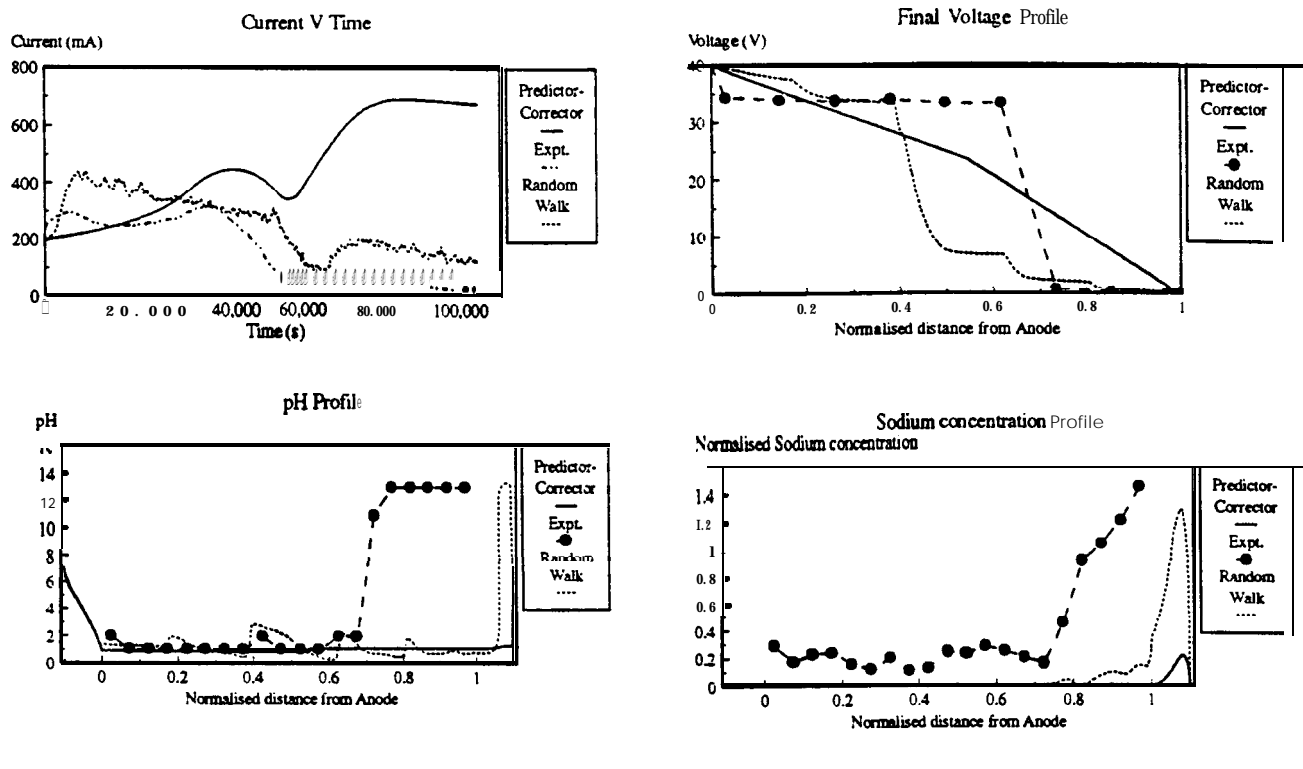 Current V Time
Current (mA)
800
600
400
200
0
20.000
40,000
60,000
80.000
100,000
Time (s)
Predictor-
Corrector
Expt.
Random
Walk
Final Voltage Profile
Voltage (V)
40
30
20
10
0
0
0.2
0.4
0.6
0.8
1
Normalised distance from Anode
Predictor-
Corrector
Expt.
Random
Walk
pH Profile
pH
14
12
10
8
6
4
2
0
0
0.2
0.4
0.6
0.8
1
Normalised distance from Anode
Predictor-
Corrector
Expt.
Random
Walk
Sodium concentration Profile
Normalised Sodium concentration
1.4
1.2
1
0.8
0.6
0.4
0.2
0
0
0.2
0.4
0.6
0.8
1
Normalised distance from Anode
Predictor-
Corrector
Expt.
Random
Walk